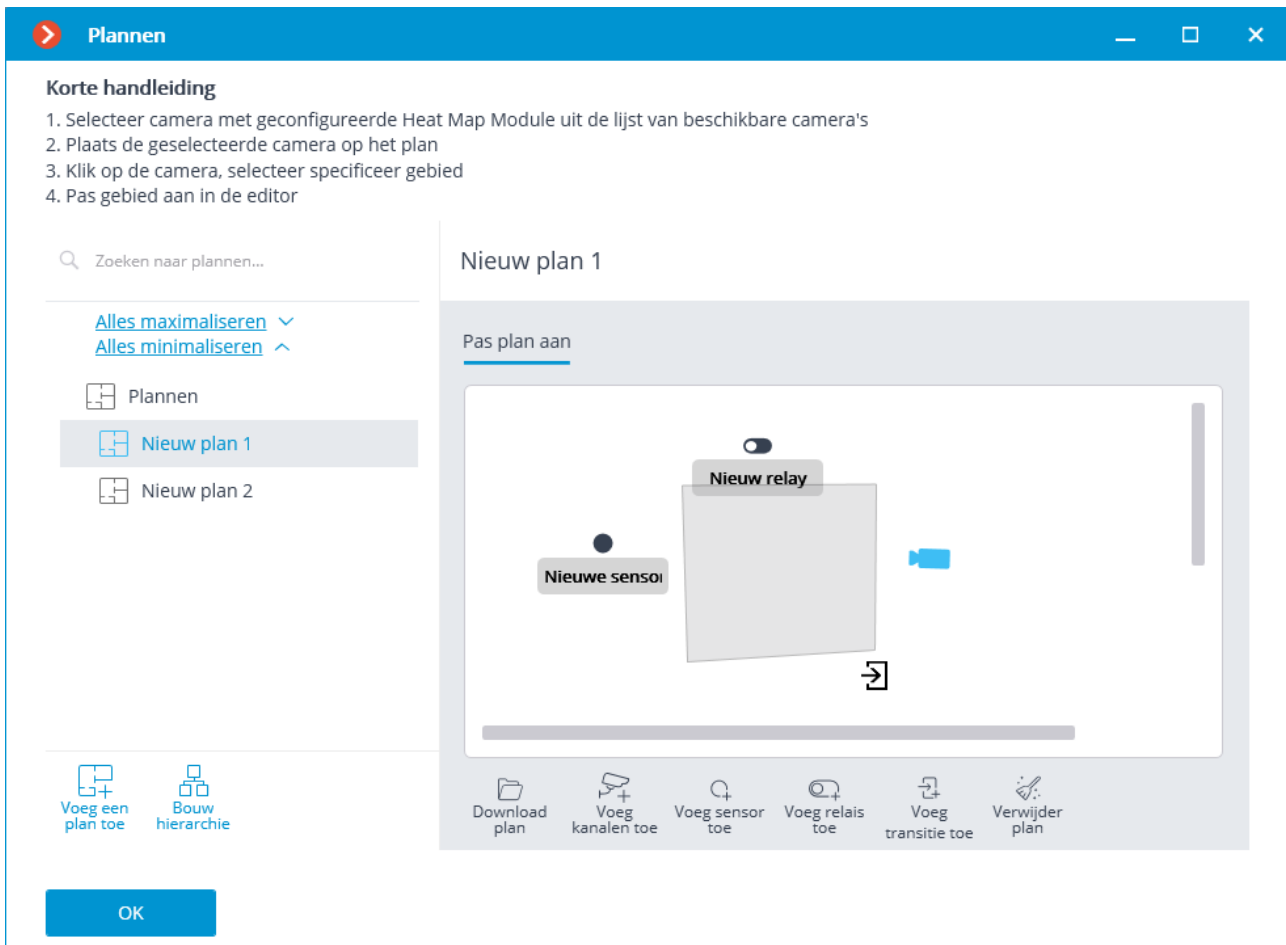 Plannen
Korte handleiding
1. Selecteer camera met geconfigureerde Heat Map Module uit de lijst van beschikbare camera's
2. Plaats de geselecteerde camera op het plan
3. Klik op de camera, selecteer specificeer gebied
4. Pas gebied aan in de editor
Zoeken naar plannen...
Alles maximaliseren
Alles minimaliseren
Plannen
Nieuw plan 1
Nieuw plan 2
Voeg een
plan toe
Bouw
hierarchie
Nieuw plan 1
Pas plan aan
Nieuw relay
Nieuwe sensor
Download
plan
Voeg
kanalen toe
Voeg sensor
toe
Voeg relais
toe
Voeg
transitie toe
Verwijder
plan
OK